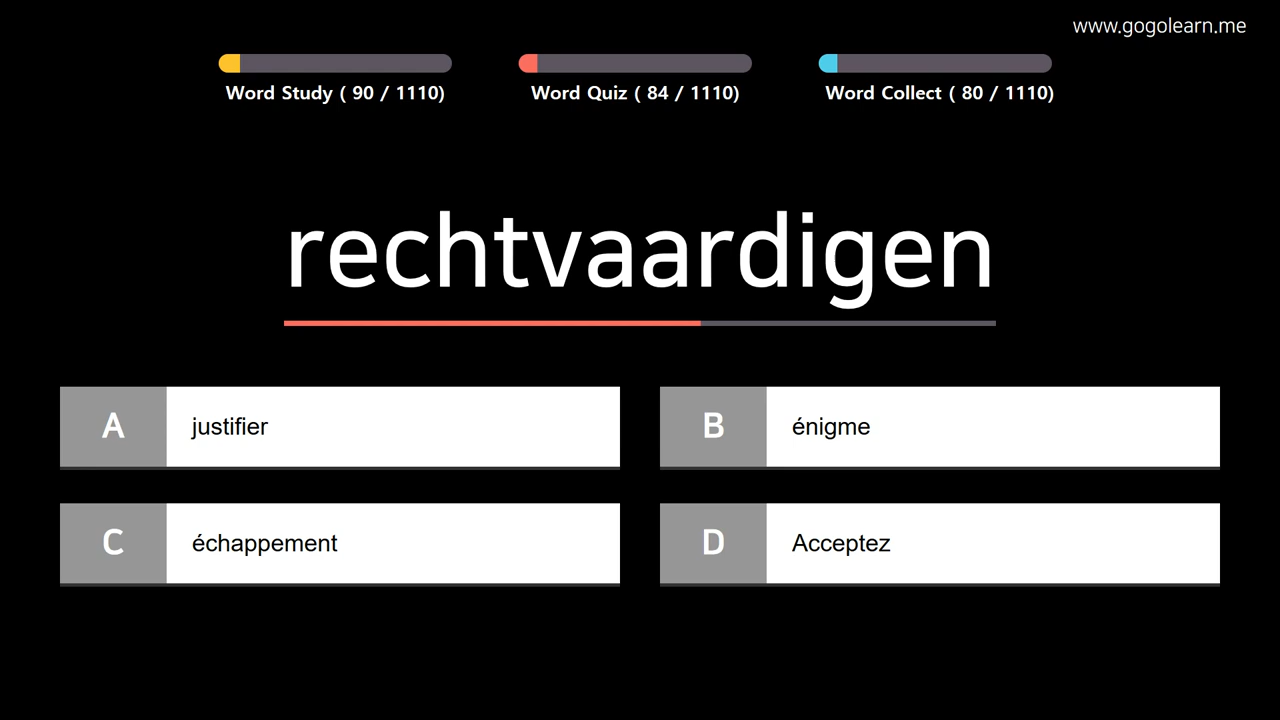 www.gogolearn.me
Word Study ( 90 / 1110)
Word Quiz ( 84 / 1110)
Word Collect ( 80 / 1110)
rechtvaardigen
A justifier
B énigme
C échappement
D Acceptez